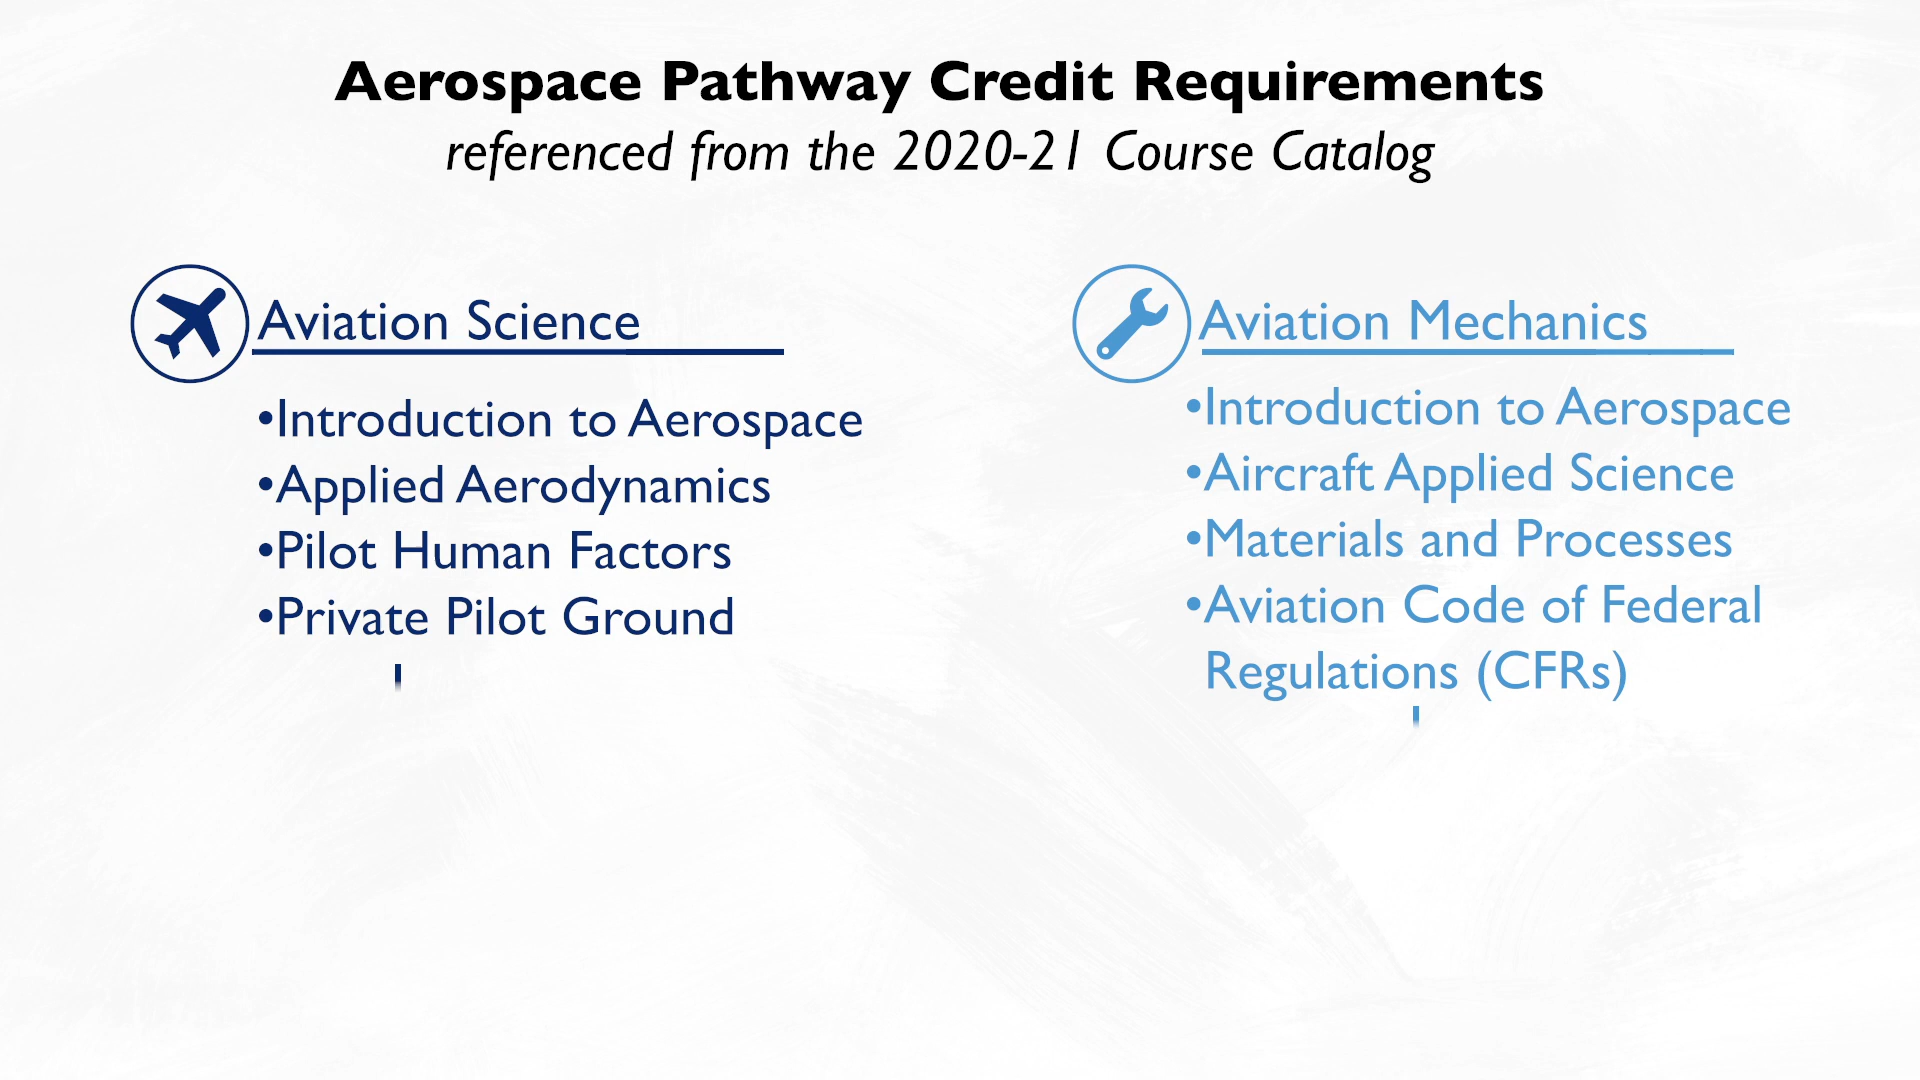 Aerospace Pathway Credit Requirements
referenced from the 2020-21 Course Catalog
Aviation Science
•Introduction to Aerospace
•Applied Aerodynamics
•Pilot Human Factors
•Private Pilot Ground
Aviation Mechanics
•Introduction to Aerospace
•Aircraft Applied Science
•Materials and Processes
•Aviation Code of Federal
Regulations (CFRs)